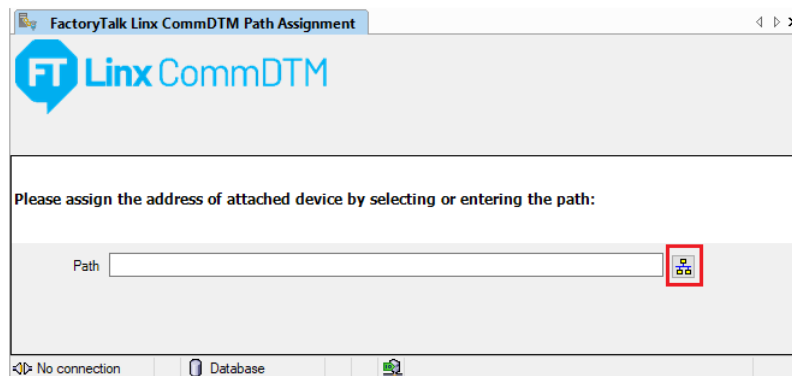 FactoryTalk Linx CommDTM Path Assignment
FT Linx CommDTM
Please assign the address of attached device by selecting or entering the path:
Path
No connection Database